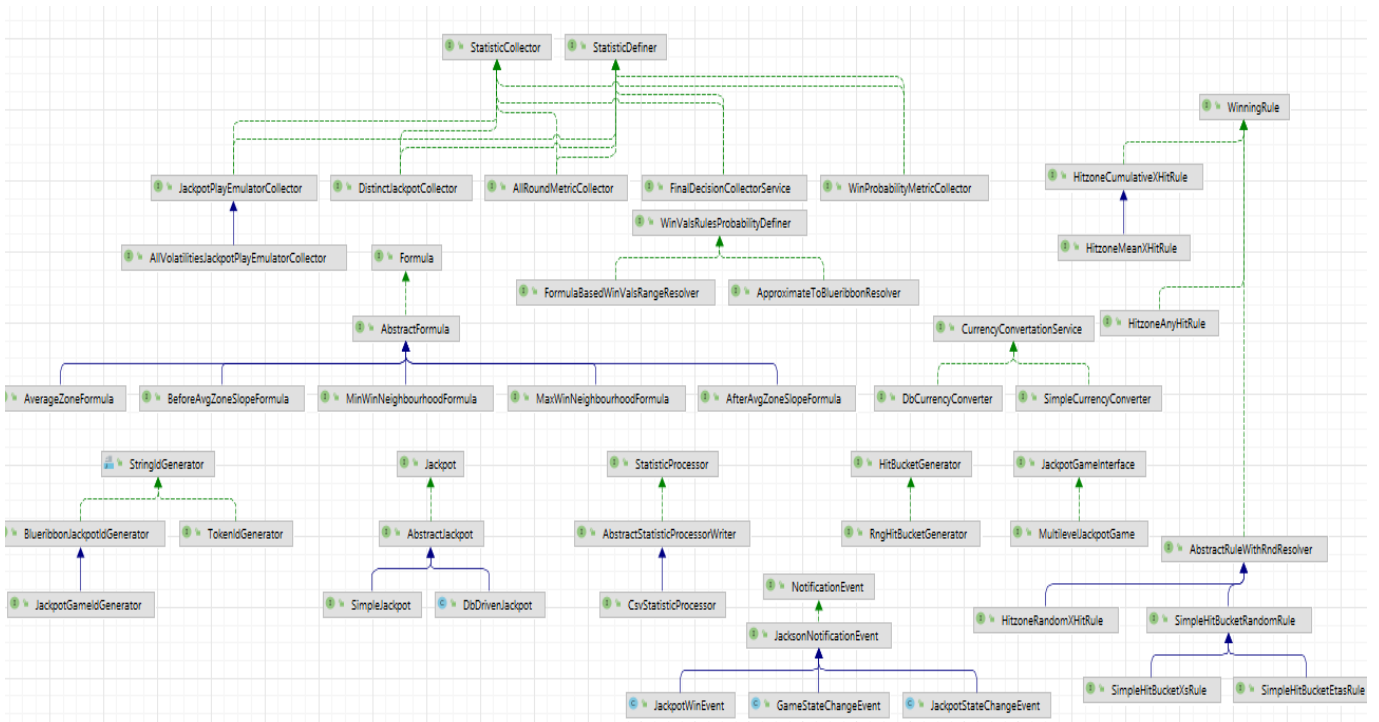 StatisticCollector
StatisticDefiner
WinningRule
JackpotPlayEmulatorCollector
DistinctJackpotCollector
AllRoundMetricCollector
FinalDecisionCollectorService
WinProbabilityMetricCollector
HitzoneCumulativeXHitRule
WinValsRulesProbabilityDefiner
AllVolatilitiesJackpotPlayEmulatorCollector
Formula
HitzoneMeanXHitRule
FormulaBasedWinValsRangeResolver
ApproximateToBlueribbonResolver
AbstractFormula
CurrencyConvertationService
HitzoneAnyHitRule
AverageZoneFormula
BeforeAvgZoneSlopeFormula
MinWinNeighbourhoodFormula
MaxWinNeighbourhoodFormula
AfterAvgZoneSlopeFormula
DbCurrencyConverter
SimpleCurrencyConverter
StringIdGenerator
Jackpot
StatisticProcessor
HitBucketGenerator
JackpotGameInterface
BlueribbonJackpotIdGenerator
TokenIdGenerator
AbstractJackpot
AbstractStatisticProcessorWriter
RngHitBucketGenerator
MultilevelJackpotGame
AbstractRuleWithRndResolver
NotificationEvent
JackpotGameIdGenerator
SimpleJackpot
DbDrivenJackpot
CsvStatisticProcessor
HitzoneRandomXHitRule
SimpleHitBucketRandomRule
JacksonNotificationEvent
SimpleHitBucketXsRule
SimpleHitBucketEtasRule
JackpotWinEvent
GameStateChangeEvent
JackpotStateChangeEvent